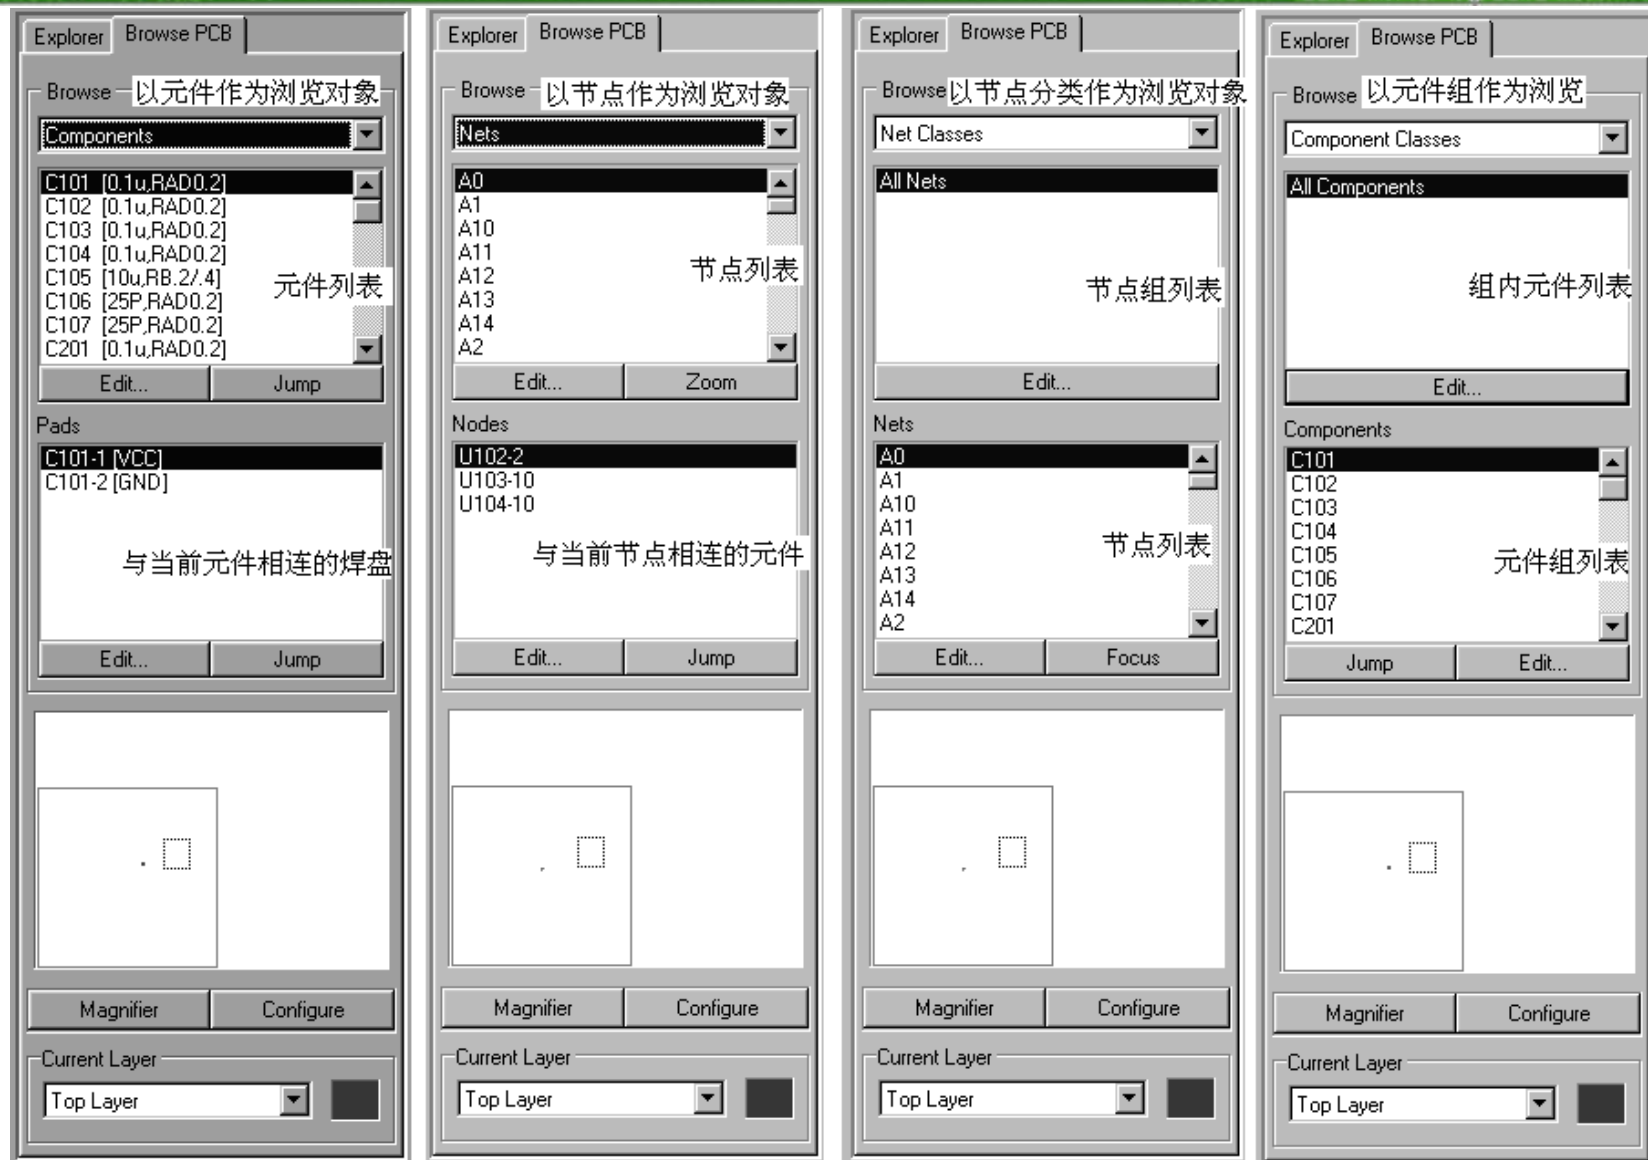 Explorer
Browse PCB
Browse
以元件作为浏览对象
Components
C101 [0.1u,RAD0.2]
C102 [0.1u,RAD0.2]
C103 [0.1u,RAD0.2]
C104 [0.1u,RAD0.2]
C105 [10u,RB.2/.4]
C106 [25P,RAD0.2]
C107 [25P,RAD0.2]
C201 [0.1u,RAD0.2]
元件列表
Edit...
Jump
Pads
C101-1 [VCC]
C101-2 [GND]
与当前元件相连的焊盘
Edit...
Jump
Magnifier
Configure
Current Layer
Top Layer
Explorer
Browse PCB
Browse
以节点作为浏览对象
Nets
A0
A1
A10
A11
A12
A13
A14
A2
节点列表
Edit...
Zoom
Nodes
U102-2
U103-10
U104-10
与当前节点相连的元件
Edit...
Jump
Magnifier
Configure
Current Layer
Top Layer
Explorer
Browse PCB
Browse
以节点分类作为浏览对象
Net Classes
All Nets
节点组列表
Edit...
Nets
A0
A1
A10
A11
A12
A13
A14
A2
节点列表
Edit...
Focus
Magnifier
Configure
Current Layer
Top Layer
Explorer
Browse PCB
Browse
以元件组作为浏览
Component Classes
All Components
组内元件列表
Edit...
Components
C101
C102
C103
C104
C105
C106
C107
C201
元件组列表
Jump
Edit...
Magnifier
Configure
Current Layer
Top Layer